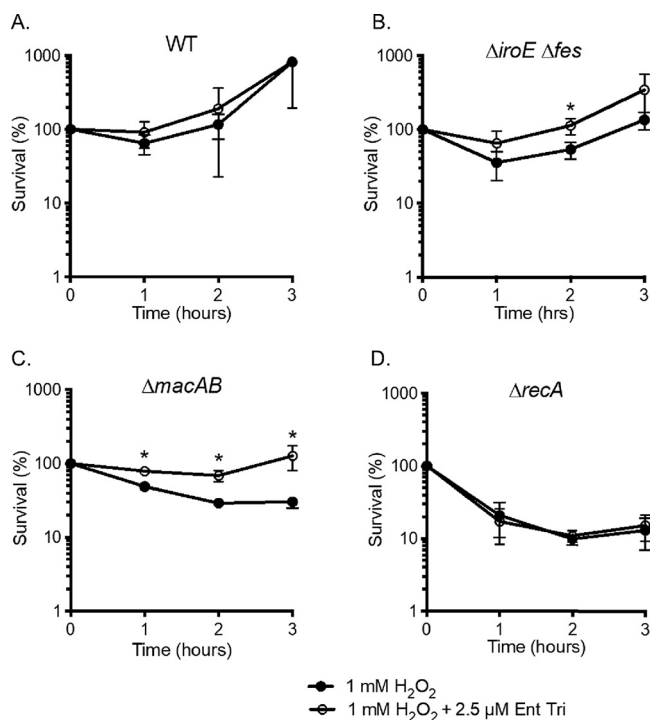 A.
WT
1000
100
10
1
Survival (%)
0
1
2
3
Time (hours)
B.
ΔiroE Δfes
1000
100
10
1
Survival (%)
*
0
1
2
3
Time (hrs)
C.
ΔmacAB
1000
100
10
1
Survival (%)
* * *
0
1
2
3
Time (hours)
D.
ΔrecA
1000
100
10
1
Survival (%)
0
1
2
3
Time (hours)
1 mM H₂O₂
1 mM H₂O₂ + 2.5 µM Ent Tri